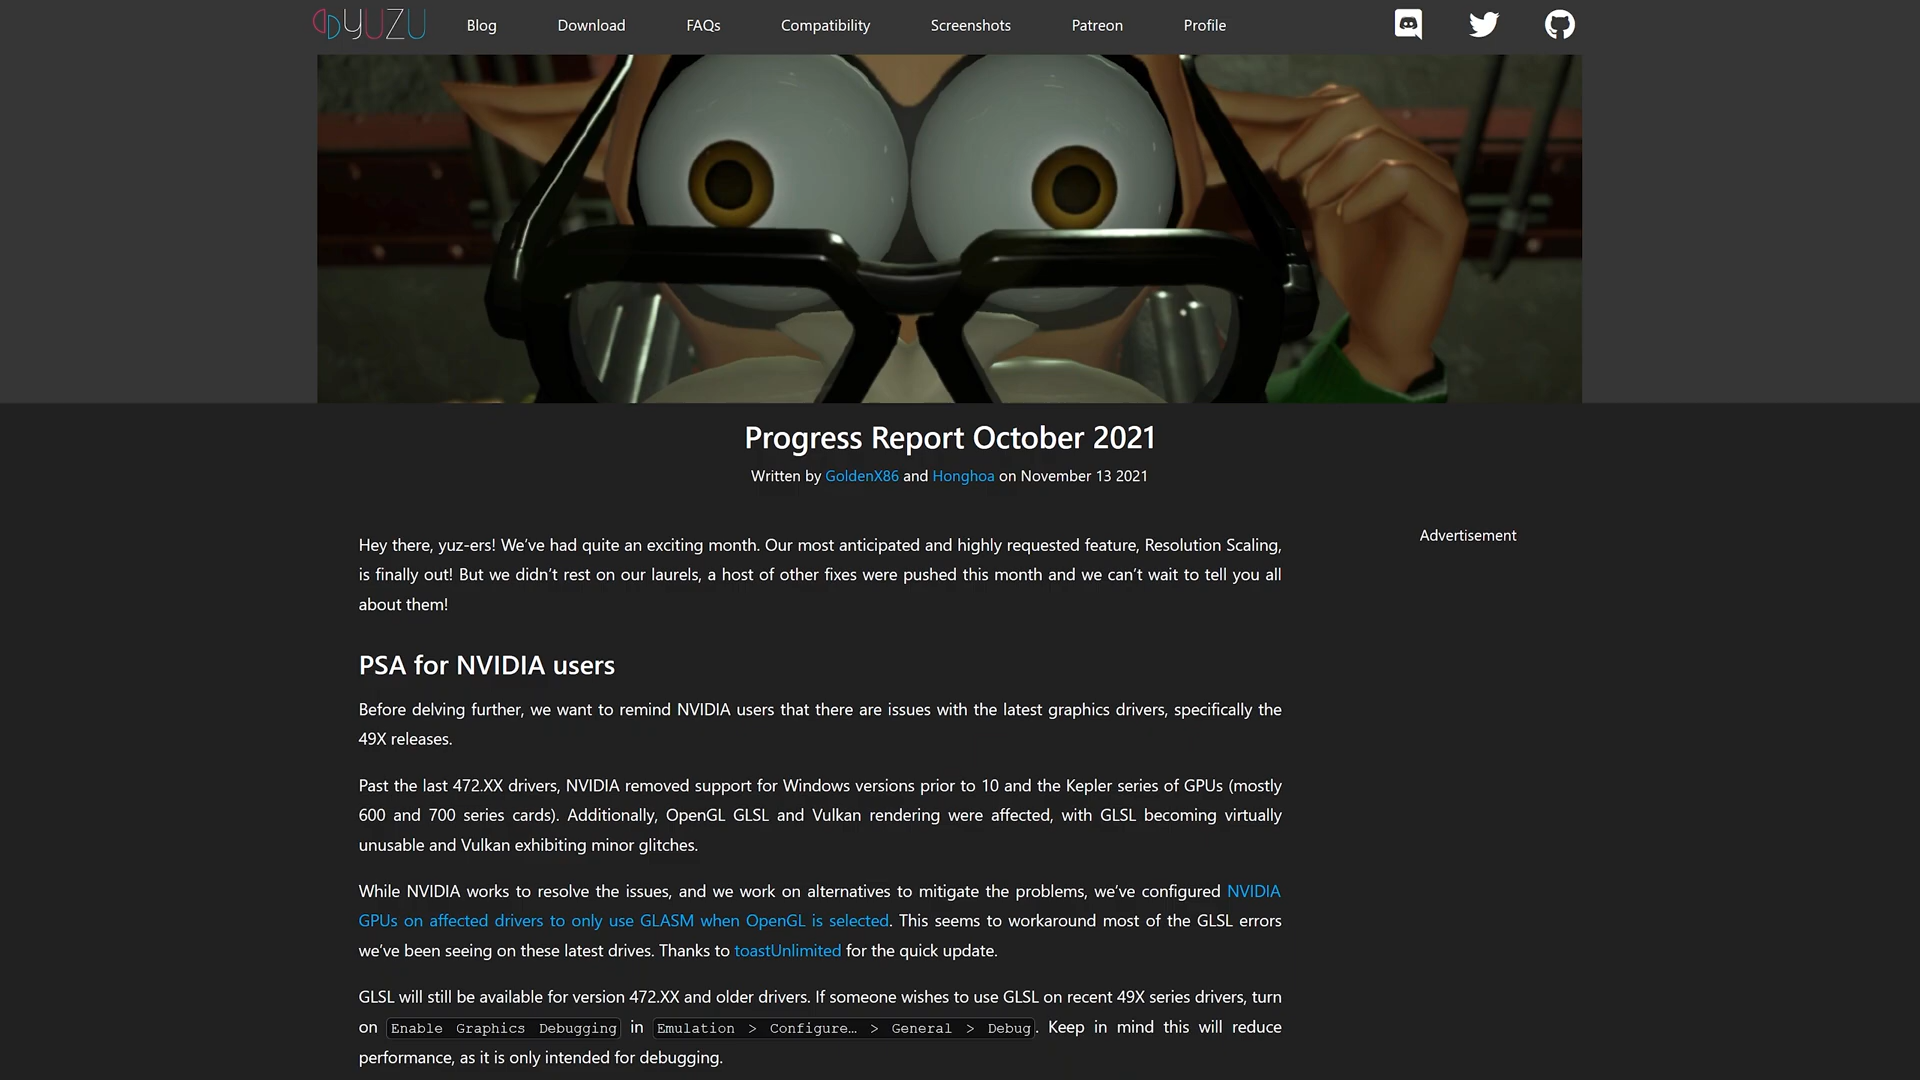 YUZU
Blog
Download
FAQs
Compatibility
Screenshots
Patreon
Profile
Progress Report October 2021
Written by GoldenX86 and Honghoa on November 13 2021
Advertisement
Hey there, yuz-ers! We’ve had quite an exciting month. Our most anticipated and highly requested feature, Resolution Scaling,
is finally out! But we didn’t rest on our laurels, a host of other fixes were pushed this month and we can’t wait to tell you all
about them!
PSA for NVIDIA users
Before delving further, we want to remind NVIDIA users that there are issues with the latest graphics drivers, specifically the
49X releases.
Past the last 472.XX drivers, NVIDIA removed support for Windows versions prior to 10 and the Kepler series of GPUs (mostly
600 and 700 series cards). Additionally, OpenGL GLSL and Vulkan rendering were affected, with GLSL becoming virtually
unusable and Vulkan exhibiting minor glitches.
While NVIDIA works to resolve the issues, and we work on alternatives to mitigate the problems, we’ve configured NVIDIA
GPUs on affected drivers to only use GLASM when OpenGL is selected. This seems to workaround most of the GLSL errors
we’ve been seeing on these latest drives. Thanks to toastUnlimited for the quick update.
GLSL will still be available for version 472.XX and older drivers. If someone wishes to use GLSL on recent 49X series drivers, turn
on Enable Graphics Debugging in Emulation > Configure… > General > Debug. Keep in mind this will reduce
performance, as it is only intended for debugging.